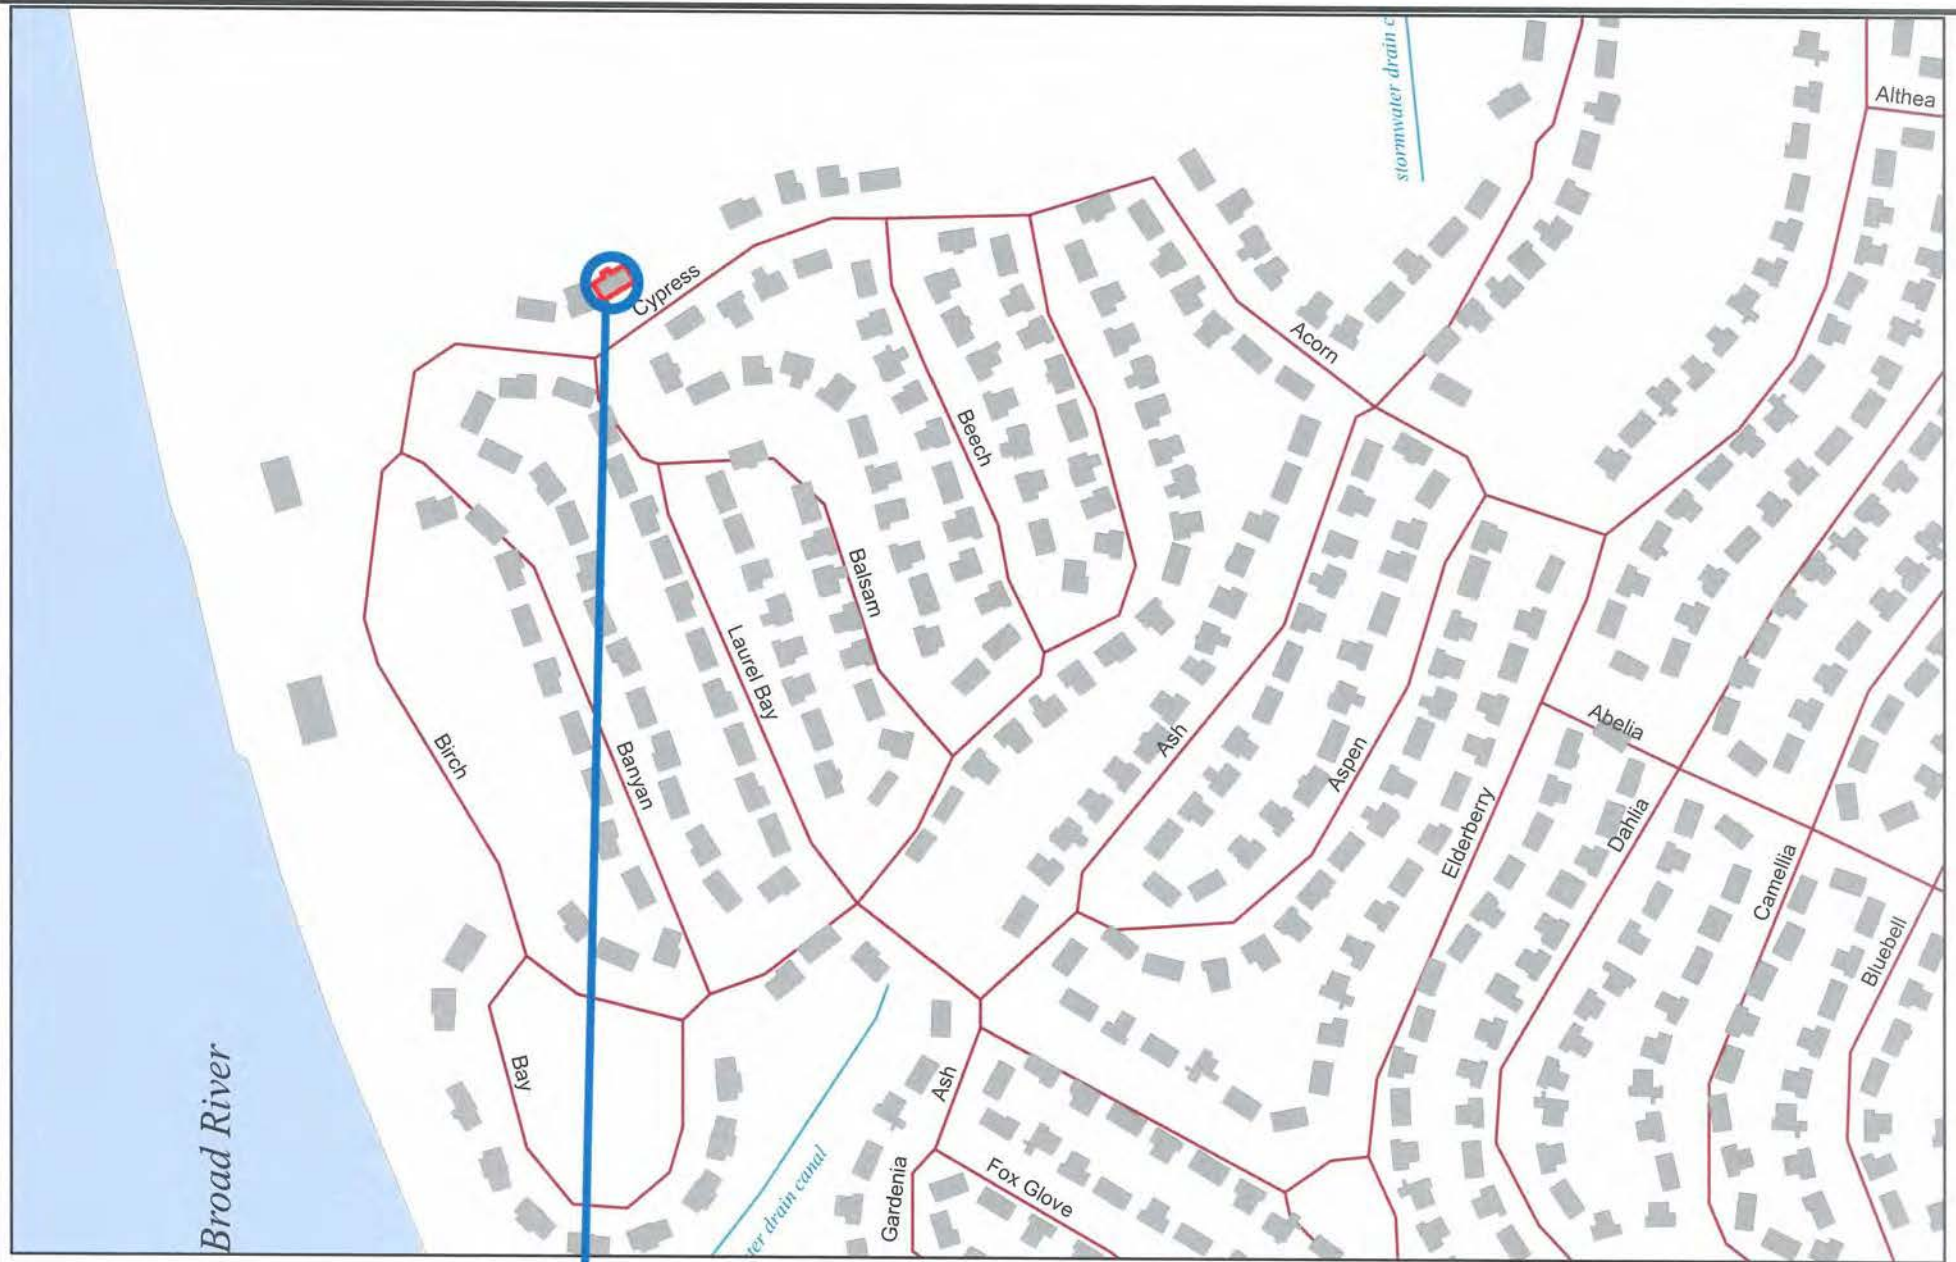 stormwater drain c
Althea
Cypress
Acorn
Beech
Balsam
Laurel Bay
Birch
Banyan
Ash
Aspen
Abelia
Elderberry
Dahlia
Camellia
Bluebell
Broad River
Bay
Ash
ter drain canal
Gardenia
Fox Glove